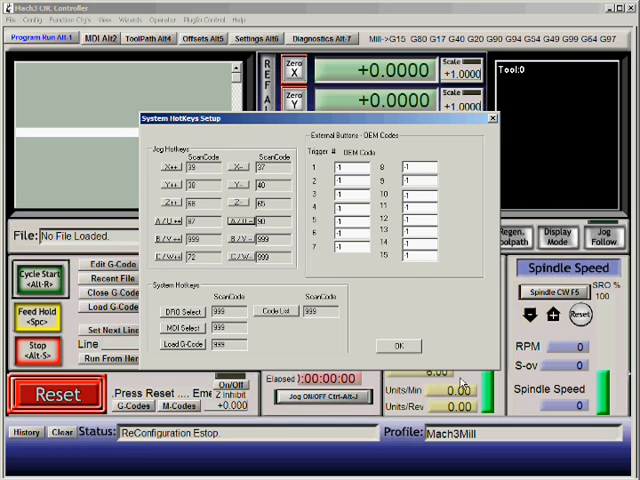 Mach3 CNC Controller
File Config Function Cfg's View Wizards Operator PlugIn Control Help
Program Run Alt-1 MDI Alt2 ToolPath Alt4 Offsets Alt5 Settings Alt6 Diagnostics Alt-7 Mill->G15 G80 G17 G40 G20 G90 G94 G54 G49 G99 G64 G97
REF AL
Zero X +0.0000 Scale +1.0000
Zero Y +0.0000 Scale +1.0000
Tool:0
System HotKeys Setup
Jog Hotkeys
ScanCode ScanCode
X++ 39 X-- 37
Y++ 38 Y-- 40
Z++ 68 Z-- 65
A / U ++ 87 A / U -- 90
B / V++ 999 B / V -- 999
C / W++ 72 C / W-- 999
External Buttons - OEM Codes
Trigger # OEM Code
1 -1 8 -1
2 -1 9 -1
3 -1 10 -1
4 -1 11 -1
5 -1 12 -1
6 -1 13 -1
7 -1 14 -1
15 -1
System Hotkeys
ScanCode ScanCode
DRO Select 999 Code List 999
MDI Select 999
Load G-Code 999
OK
File: No File Loaded.
Regen. Toolpath
Display Mode
Jog Follow
Cycle Start <Alt-R>
Feed Hold <Spc>
Stop <Alt-S>
Edit G-Code
Recent File
Close G-Code
Load G-Code
Set Next Line
Line
Run From Here
Spindle Speed
Spindle CW F5
SRO % 100
Reset
RPM 0
S-ov 0
Spindle Speed 0
Reset
.Press Reset .... Eme
G-Codes M-Codes
On/Off
Z Inhibit
+0.000
Elapsed 00:00:00
Jog ON/OFF Ctrl-Alt-J
6.00
Units/Min 0.00
Units/Rev 0.00
History Clear Status: ReConfiguration Estop. Profile: Mach3Mill